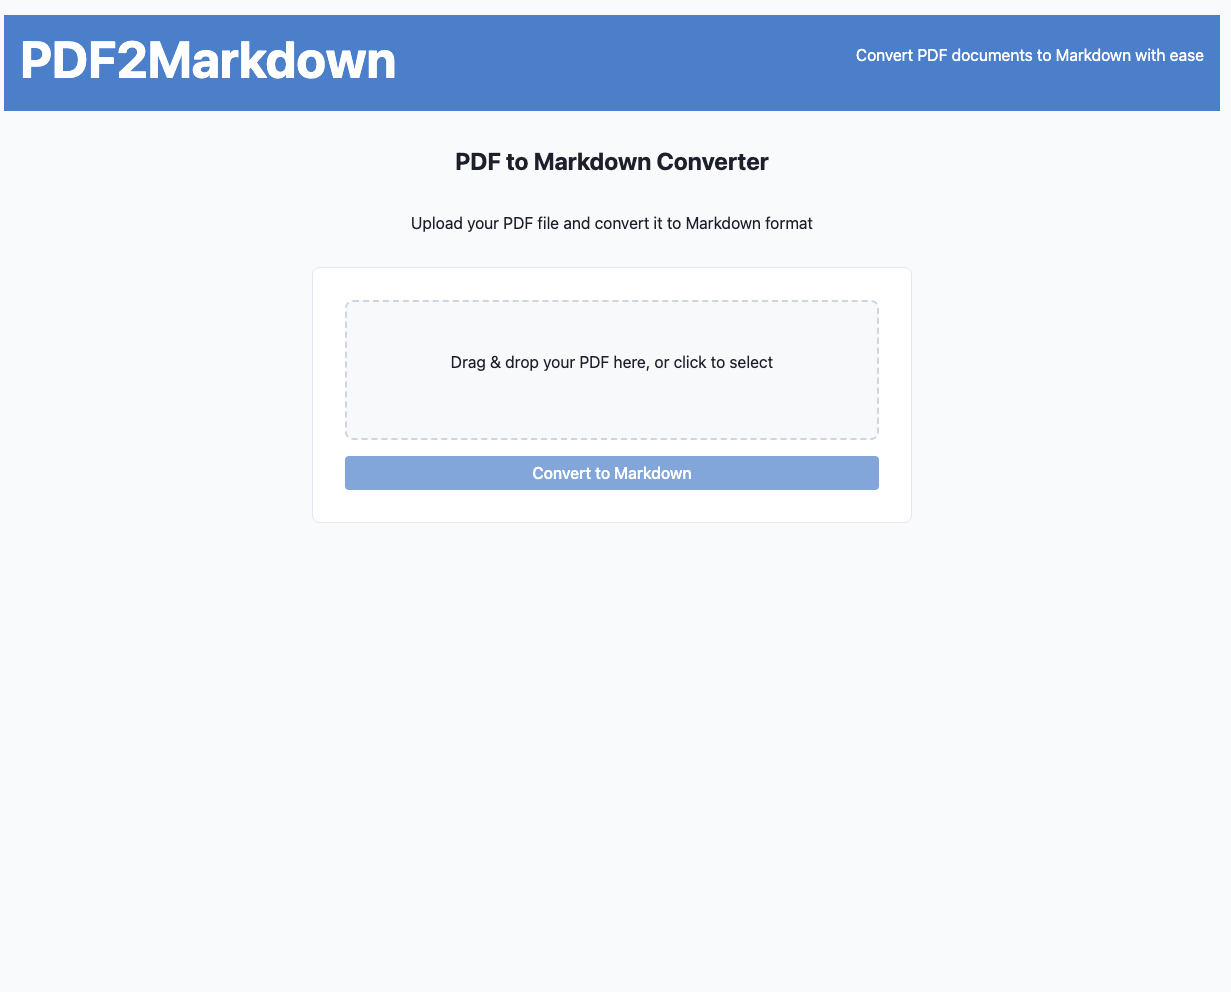 PDF2Markdown
Convert PDF documents to Markdown with ease
PDF to Markdown Converter
Upload your PDF file and convert it to Markdown format
Drag & drop your PDF here, or click to select
Convert to Markdown